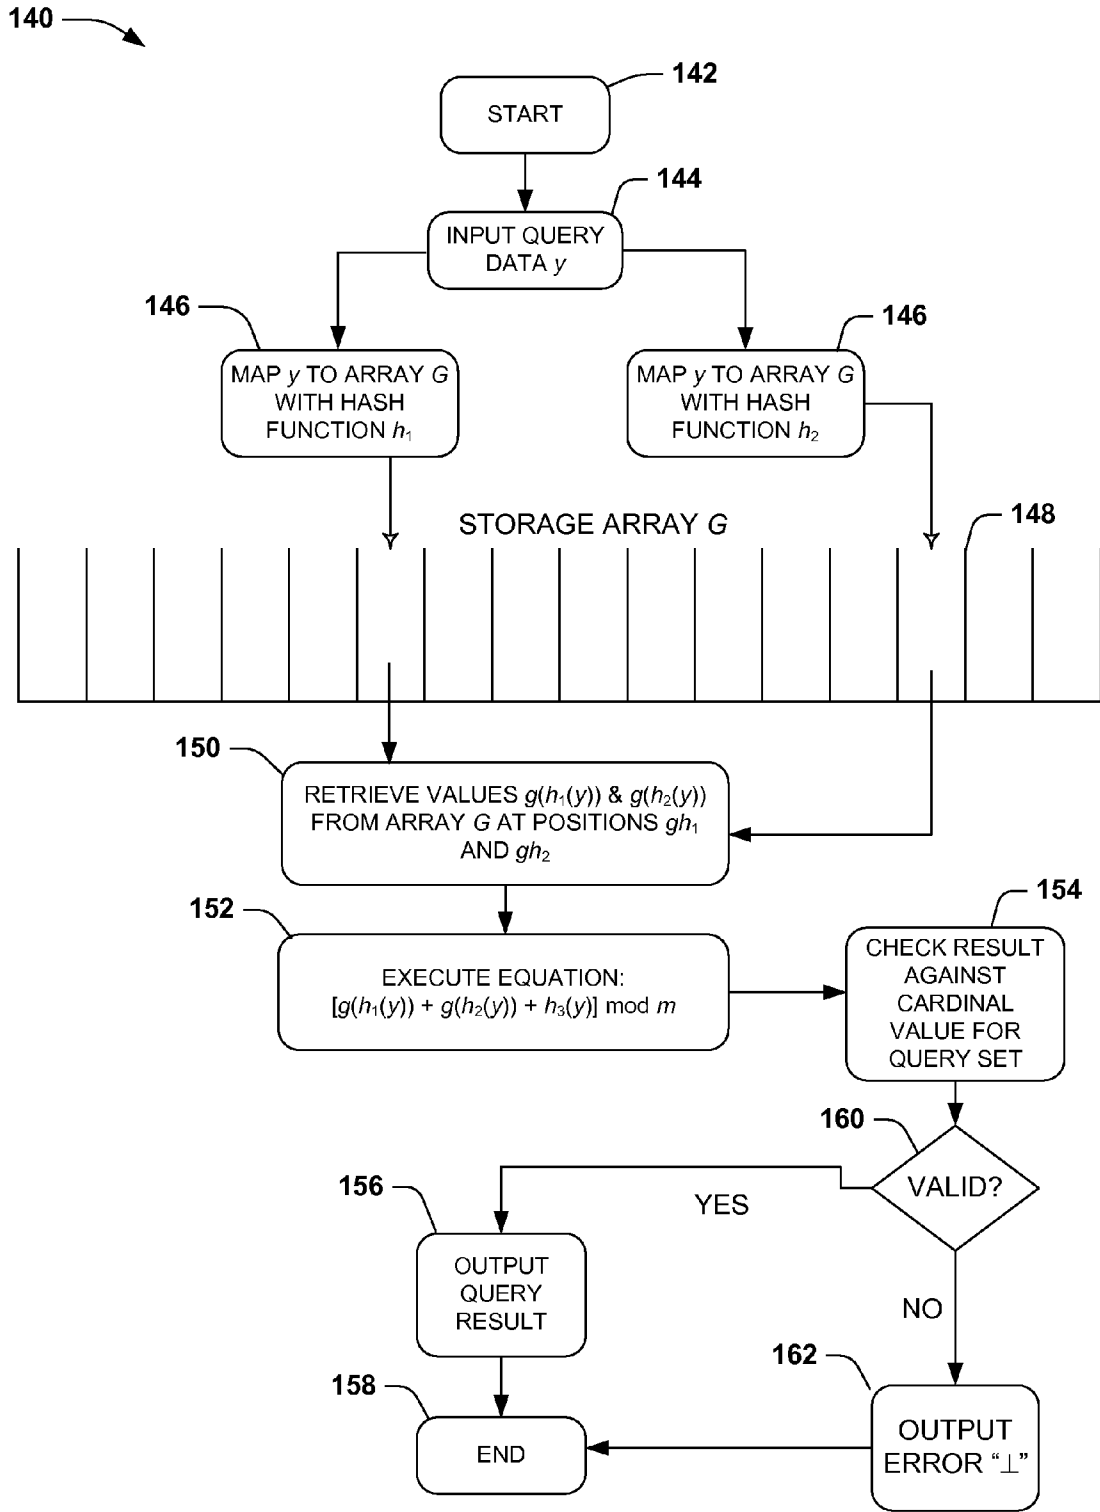 140
142
START
144
INPUT QUERY
DATA y
146
146
MAP y TO ARRAY G
WITH HASH
FUNCTION h₁
MAP y TO ARRAY G
WITH HASH
FUNCTION h₂
STORAGE ARRAY G
148
150
RETRIEVE VALUES g(h₁(y)) & g(h₂(y))
FROM ARRAY G AT POSITIONS gh₁
AND gh₂
152
EXECUTE EQUATION:
[g(h₁(y)) + g(h₂(y)) + h₃(y)] mod m
154
CHECK RESULT
AGAINST
CARDINAL
VALUE FOR
QUERY SET
160
VALID?
YES
156
OUTPUT
QUERY
RESULT
NO
162
OUTPUT
ERROR “⊥”
158
END